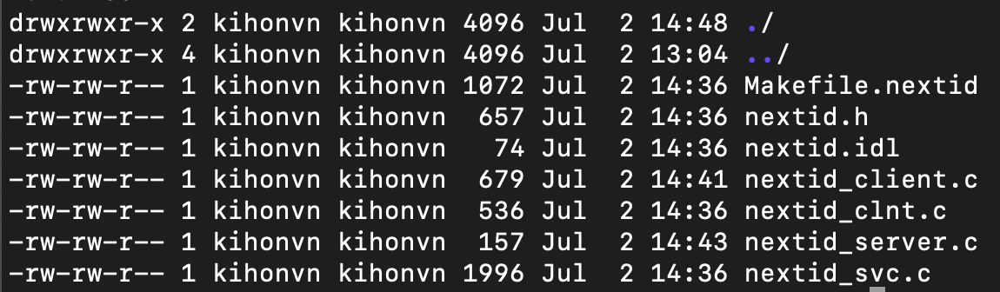 drwxrwxr-x 2 kihonvn kihonvn 4096 Jul  2 14:48 ./
drwxrwxr-x 4 kihonvn kihonvn 4096 Jul  2 13:04 ../
-rw-rw-r-- 1 kihonvn kihonvn 1072 Jul  2 14:36 Makefile.nextid
-rw-rw-r-- 1 kihonvn kihonvn  657 Jul  2 14:36 nextid.h
-rw-rw-r-- 1 kihonvn kihonvn   74 Jul  2 14:36 nextid.idl
-rw-rw-r-- 1 kihonvn kihonvn  679 Jul  2 14:41 nextid_client.c
-rw-rw-r-- 1 kihonvn kihonvn  536 Jul  2 14:36 nextid_clnt.c
-rw-rw-r-- 1 kihonvn kihonvn  157 Jul  2 14:43 nextid_server.c
-rw-rw-r-- 1 kihonvn kihonvn 1996 Jul  2 14:36 nextid_svc.c